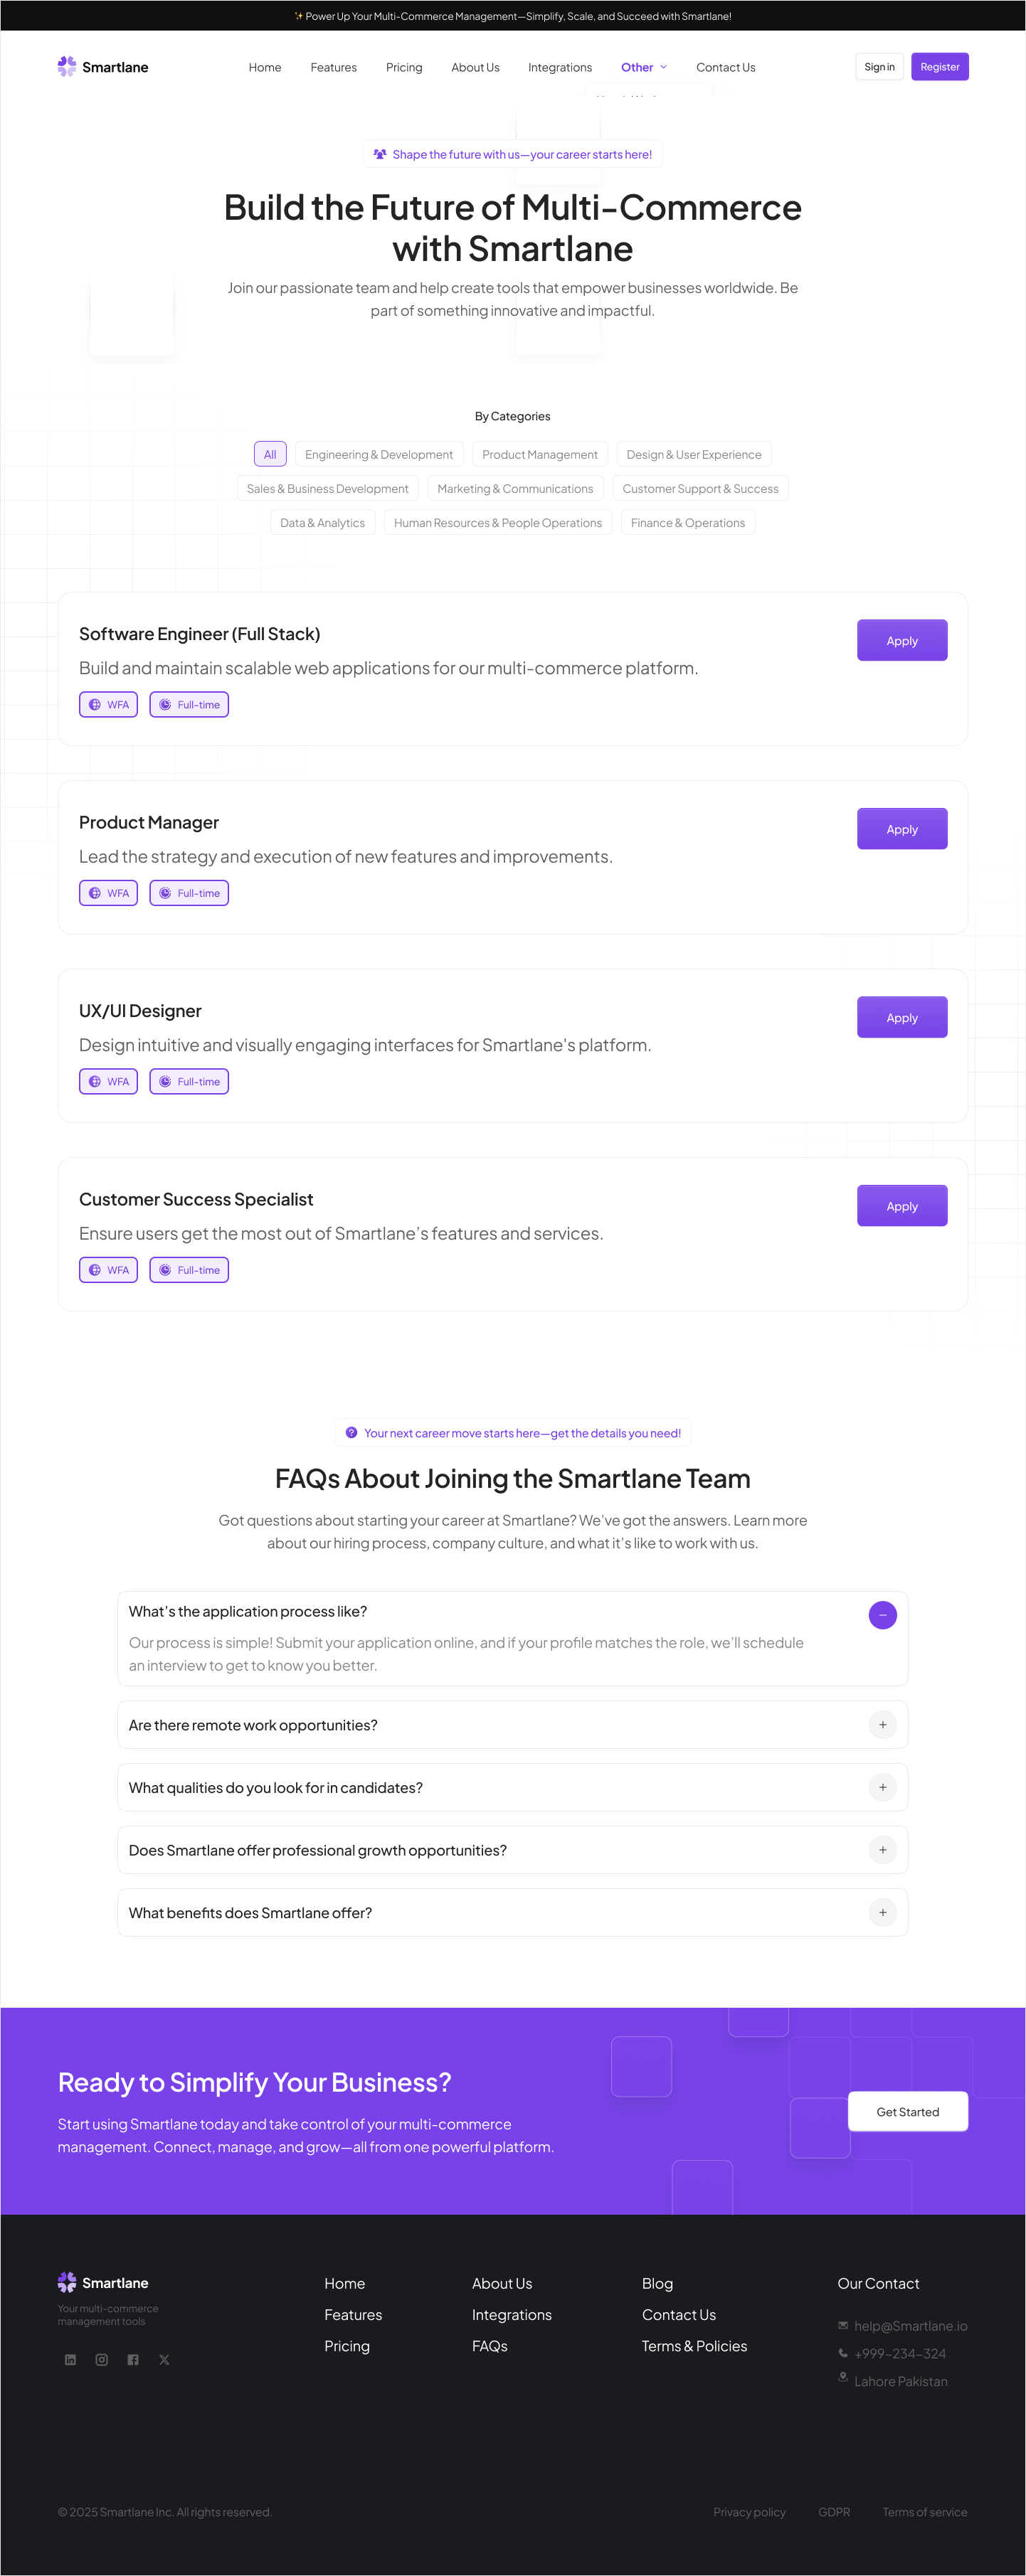 ✨ Power Up Your Multi-Commerce Management—Simplify, Scale, and Succeed with Smartlane!
Smartlane
Home
Features
Pricing
About Us
Integrations
Other
Contact Us
Sign in
Register
Shape the future with us—your career starts here!
Build the Future of Multi-Commerce
with Smartlane
Join our passionate team and help create tools that empower businesses worldwide. Be
part of something innovative and impactful.
By Categories
All
Engineering & Development
Product Management
Design & User Experience
Sales & Business Development
Marketing & Communications
Customer Support & Success
Data & Analytics
Human Resources & People Operations
Finance & Operations
Software Engineer (Full Stack)
Build and maintain scalable web applications for our multi-commerce platform.
WFA
Full-time
Apply
Product Manager
Lead the strategy and execution of new features and improvements.
WFA
Full-time
Apply
UX/UI Designer
Design intuitive and visually engaging interfaces for Smartlane's platform.
WFA
Full-time
Apply
Customer Success Specialist
Ensure users get the most out of Smartlane’s features and services.
WFA
Full-time
Apply
Your next career move starts here—get the details you need!
FAQs About Joining the Smartlane Team
Got questions about starting your career at Smartlane? We’ve got the answers. Learn more
about our hiring process, company culture, and what it’s like to work with us.
What’s the application process like?
Our process is simple! Submit your application online, and if your profile matches the role, we’ll schedule
an interview to get to know you better.
Are there remote work opportunities?
What qualities do you look for in candidates?
Does Smartlane offer professional growth opportunities?
What benefits does Smartlane offer?
Ready to Simplify Your Business?
Start using Smartlane today and take control of your multi-commerce
management. Connect, manage, and grow—all from one powerful platform.
Get Started
Smartlane
Your multi-commerce
management tools
Home
Features
Pricing
About Us
Integrations
FAQs
Blog
Contact Us
Terms & Policies
Our Contact
help@Smartlane.io
+999-234-324
Lahore Pakistan
© 2025 Smartlane Inc. All rights reserved.
Privacy policy
GDPR
Terms of service